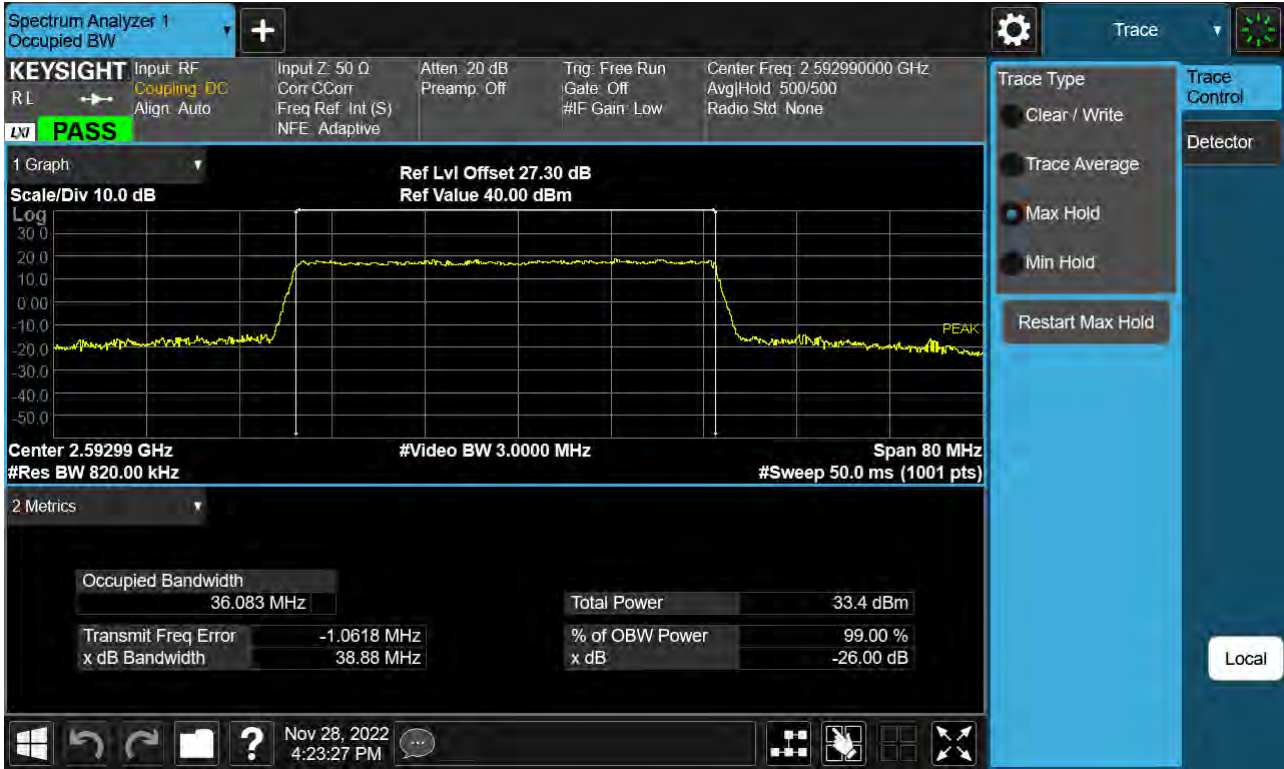 Spectrum Analyzer 1
Occupied BW
+
Trace
KEYSIGHT
R L
LXI
PASS
Input: RF
Coupling: DC
Align: Auto
Input Z: 50 Ω
Corr CCorr
Freq Ref: Int (S)
NFE: Adaptive
Atten: 20 dB
Preamp: Off
Trig: Free Run
Gate: Off
#IF Gain: Low
Center Freq: 2.592990000 GHz
Avg|Hold: 500/500
Radio Std: None
1 Graph
Scale/Div 10.0 dB
Ref Lvl Offset 27.30 dB
Ref Value 40.00 dBm
Log
30.0
20.0
10.0
0.00
-10.0
-20.0
-30.0
-40.0
-50.0
PEAK
Center 2.59299 GHz
#Video BW 3.0000 MHz
Span 80 MHz
#Res BW 820.00 kHz
#Sweep 50.0 ms (1001 pts)
2 Metrics
Occupied Bandwidth
36.083 MHz
Total Power 33.4 dBm
Transmit Freq Error -1.0618 MHz
% of OBW Power 99.00 %
x dB Bandwidth 38.88 MHz
x dB -26.00 dB
Trace Type
Clear / Write
Trace Average
Max Hold
Min Hold
Restart Max Hold
Trace
Control
Detector
Local
?
Nov 28, 2022
4:23:27 PM